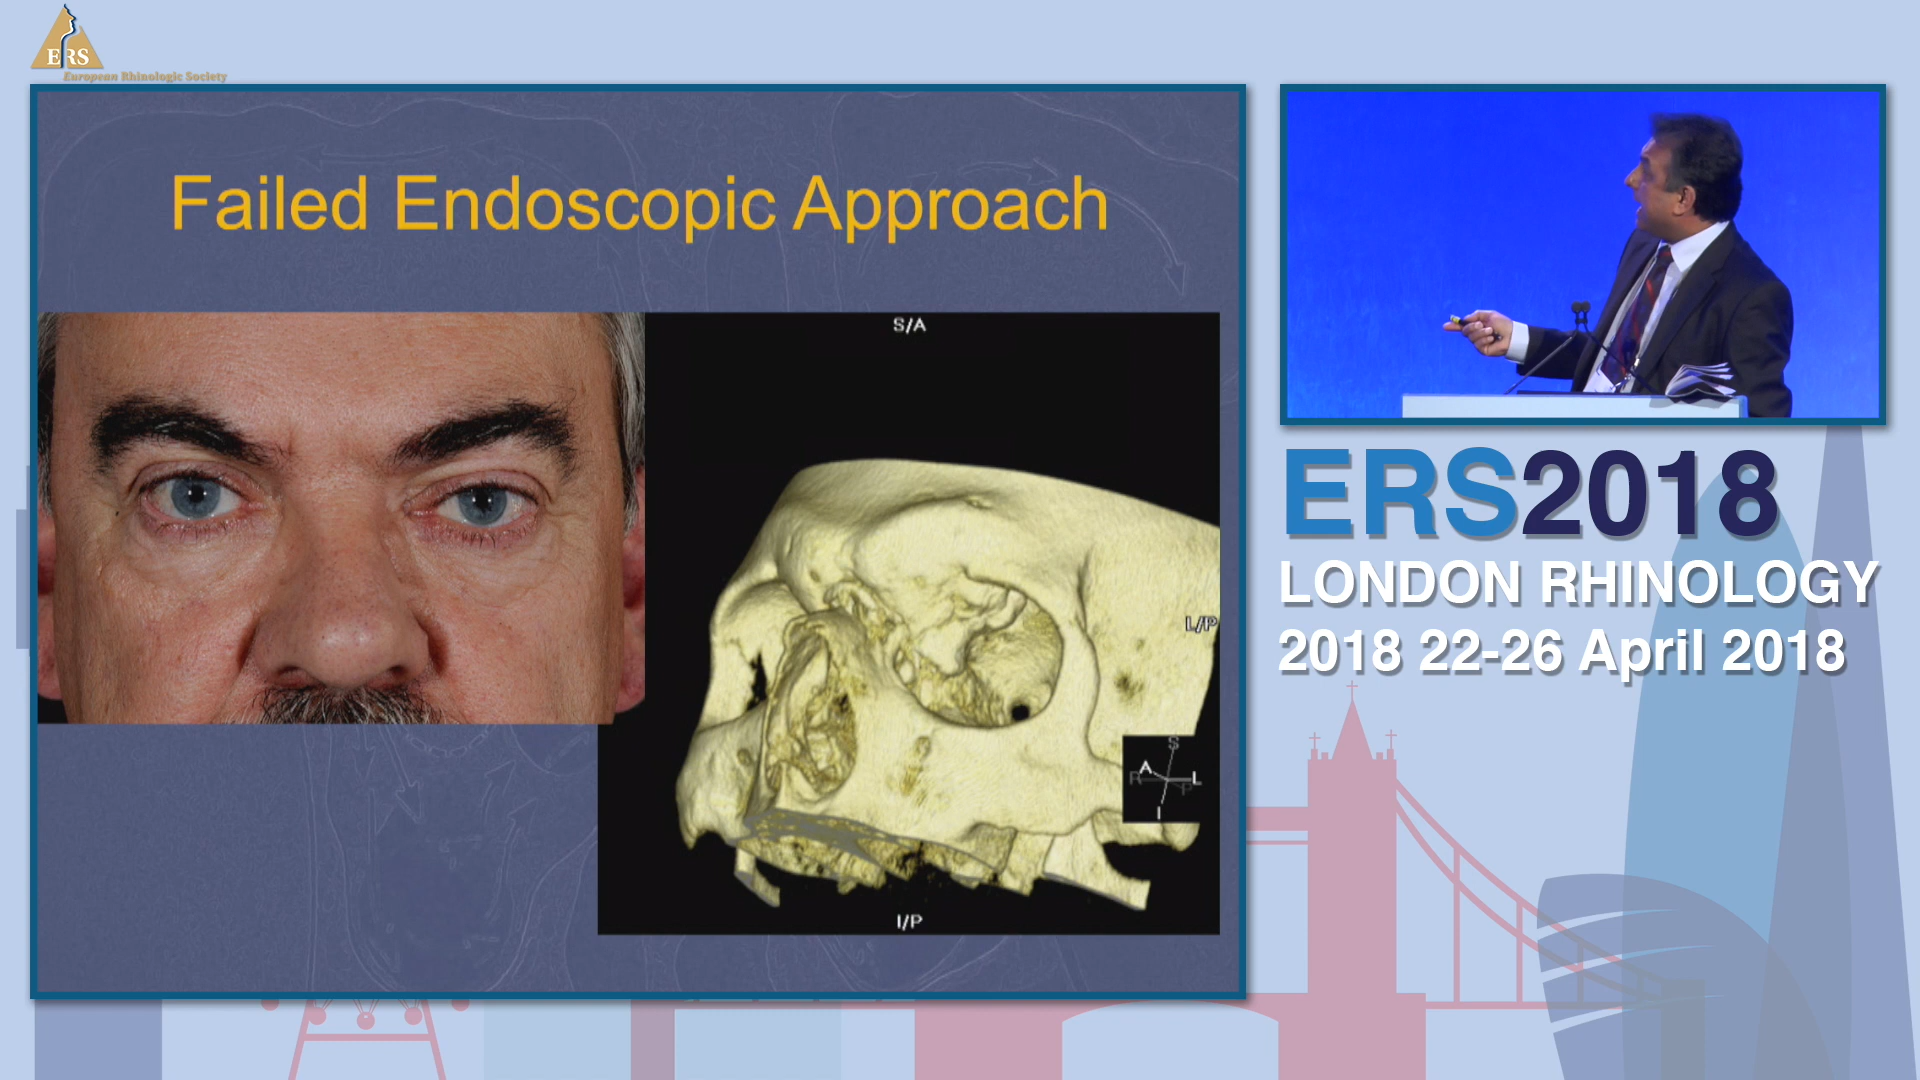 ERS
European Rhinologic Society
Failed Endoscopic Approach
S/A
L/P
S
A
R
L
P
I
I/P
ERS2018
LONDON RHINOLOGY
2018 22-26 April 2018